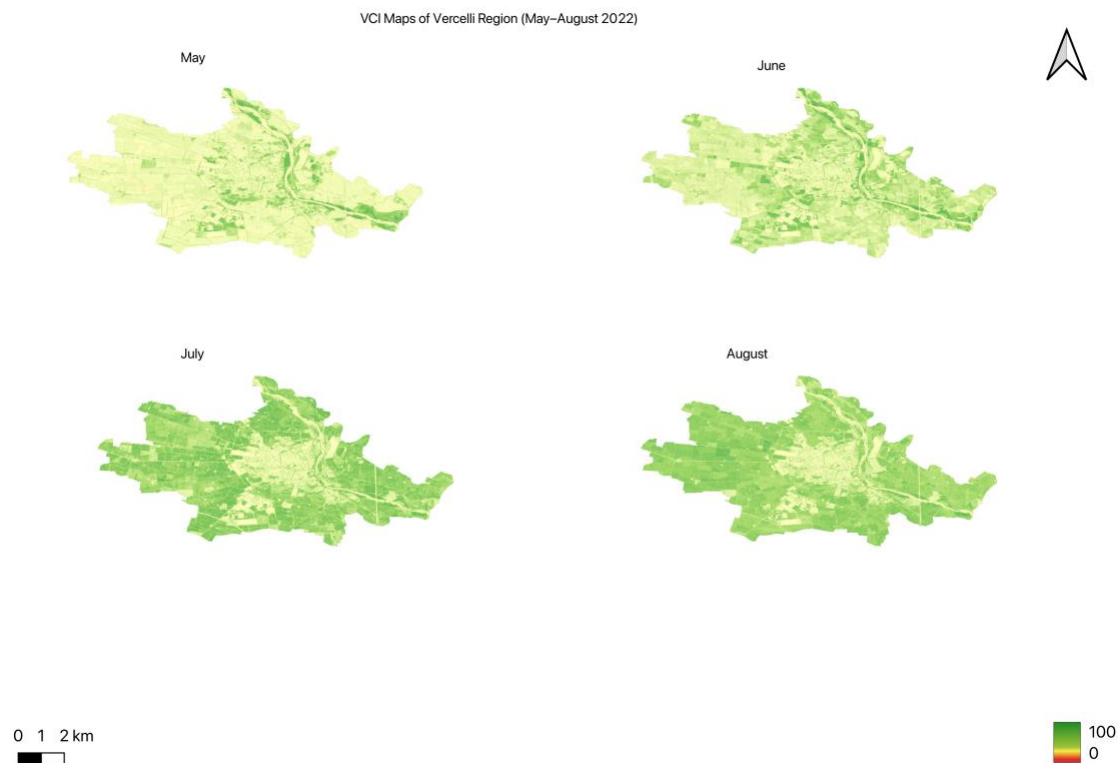 VCI Maps of Vercelli Region (May–August 2022)
May
June
July
August
0 1 2 km
100
0